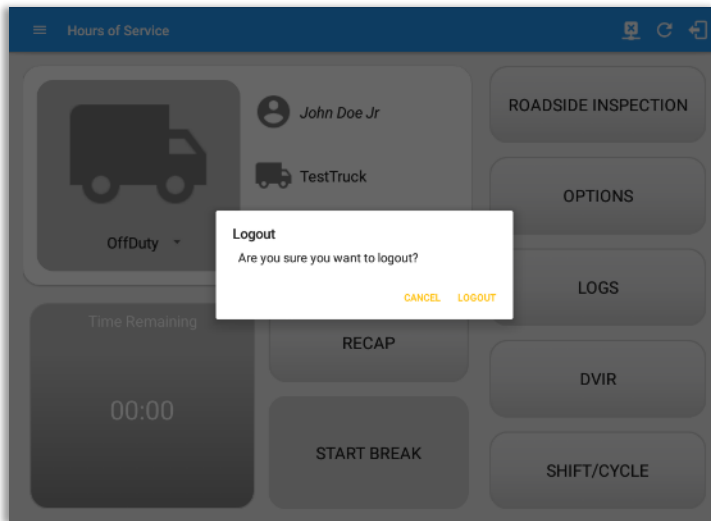 Hours of Service
John Doe Jr
TestTruck
OffDuty
Logout
Are you sure you want to logout?
CANCEL LOGOUT
Time Remaining
00:00
RECAP
START BREAK
ROADSIDE INSPECTION
OPTIONS
LOGS
DVIR
SHIFT/CYCLE